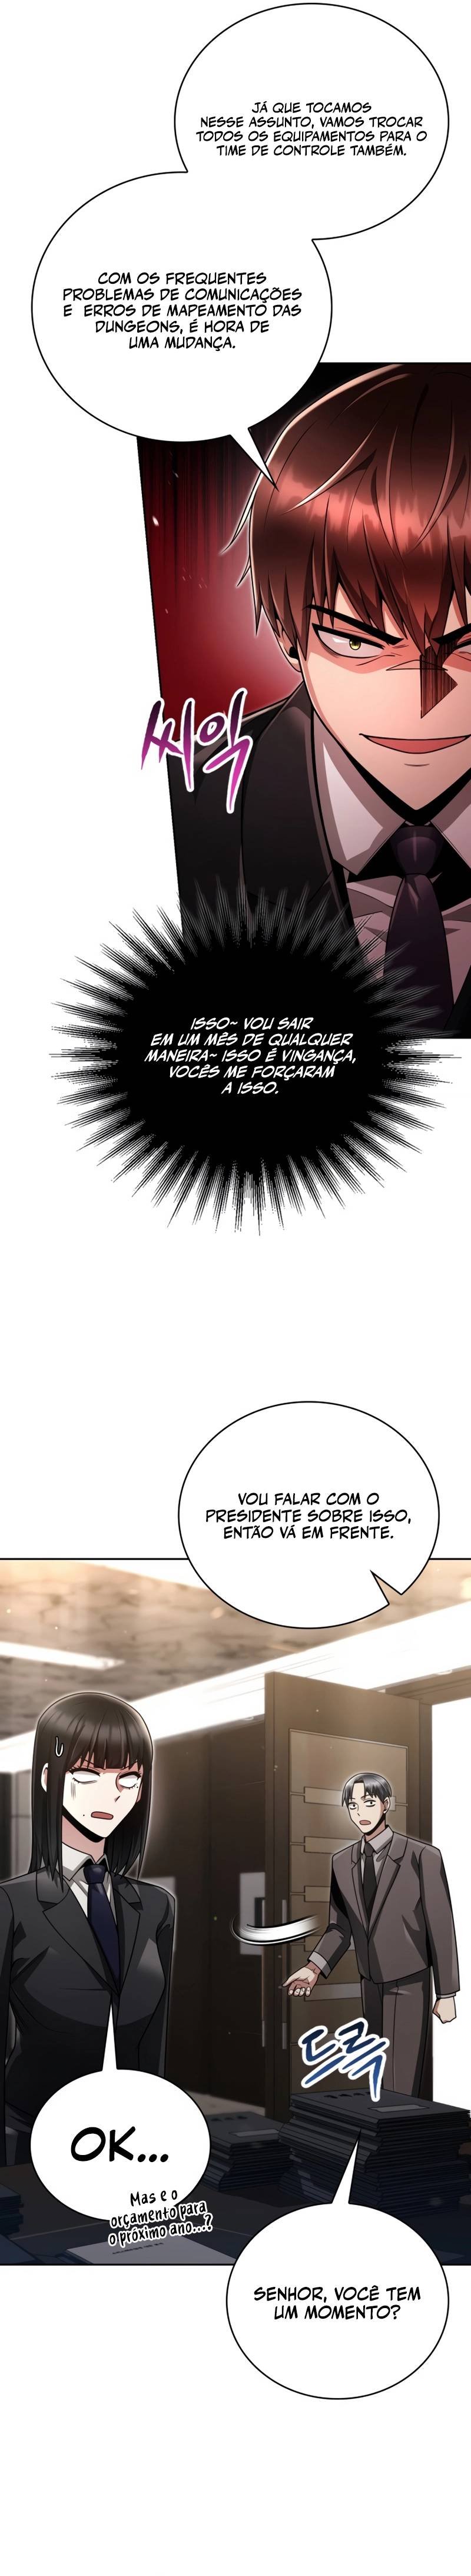 JÁ QUE TOCAMOS
NESSE ASSUNTO, VAMOS TROCAR
TODOS OS EQUIPAMENTOS PARA O
TIME DE CONTROLE TAMBÉM.
COM OS FREQUENTES
PROBLEMAS DE COMUNICAÇÕES
E ERROS DE MAPEAMENTO DAS
DUNGEONS, É HORA DE
UMA MUDANÇA.
씨익
ISSO~ VOU SAIR
EM UM MÊS DE QUALQUER
MANEIRA~ ISSO É VINGANÇA,
VOCÊS ME FORÇARAM
A ISSO.
VOU FALAR COM O
PRESIDENTE SOBRE ISSO,
ENTÃO VÁ EM FRENTE.
드륵
OK...
Mas e o
orçamento para
o próximo ano...?
SENHOR, VOCÊ TEM
UM MOMENTO?